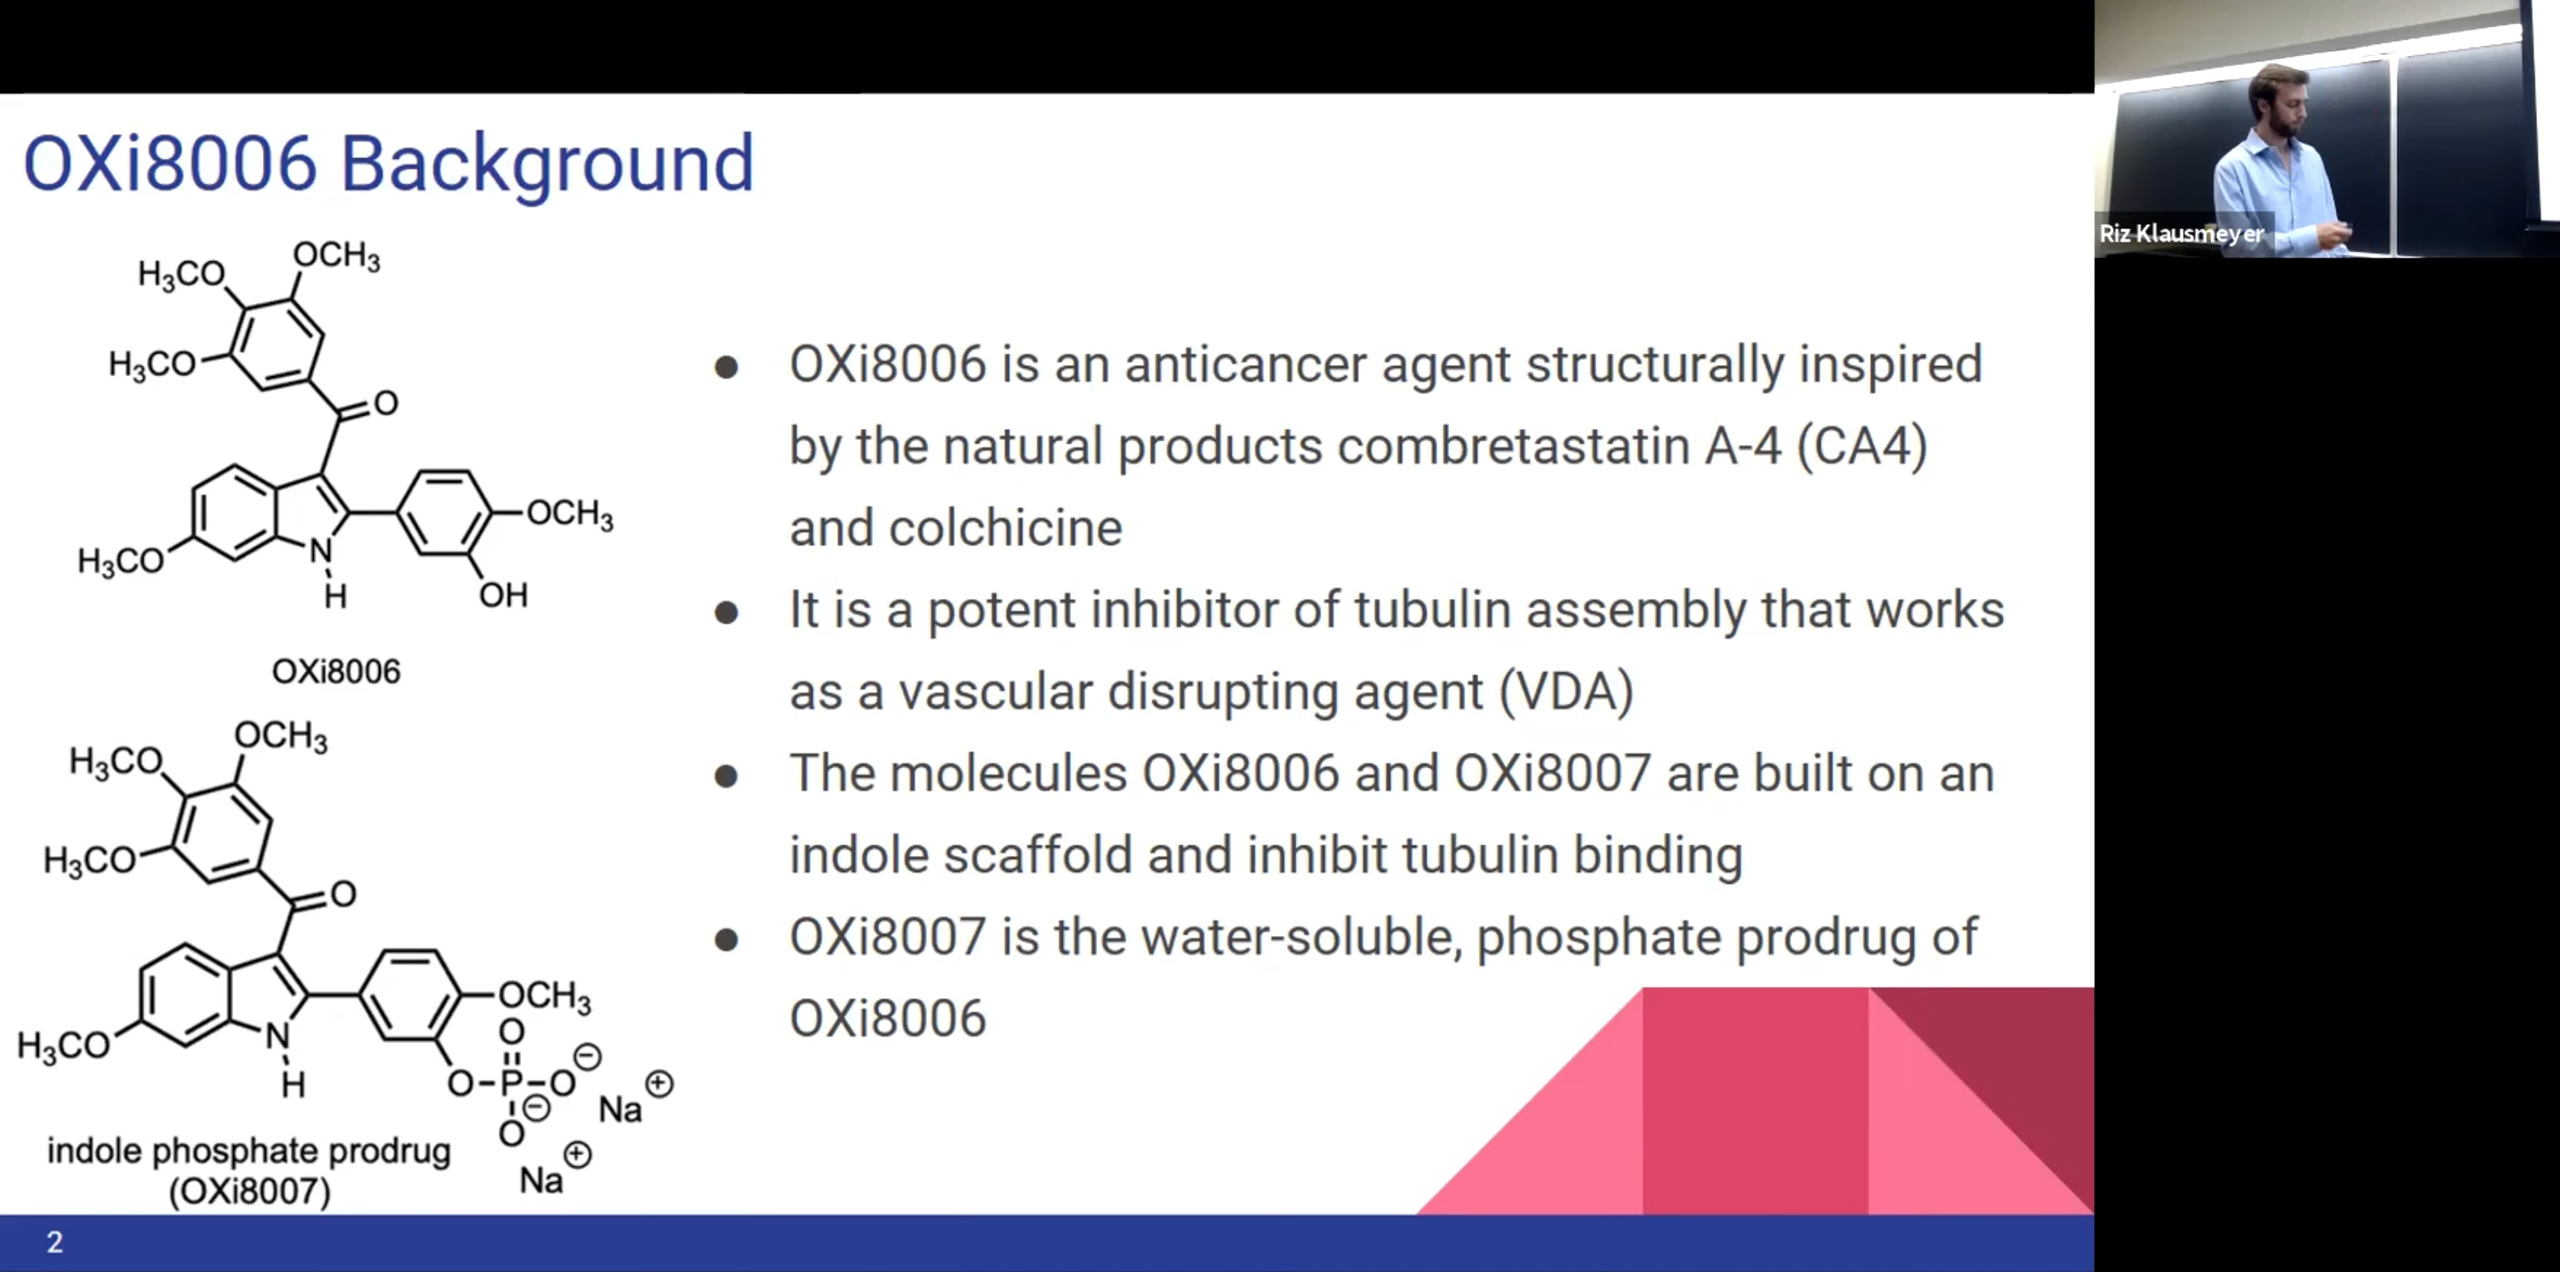 OXi8006 Background
OCH₃
H₃CO
H₃CO
O
OCH₃
N
H₃CO
H
OH
OXi8006
OCH₃
H₃CO
H₃CO
O
OCH₃
O
N
H₃CO
H
O-P-O
⊖
⊕
Na
⊖
O
⊕
Na
indole phosphate prodrug
(OXi8007)
● OXi8006 is an anticancer agent structurally inspired
by the natural products combretastatin A-4 (CA4)
and colchicine
● It is a potent inhibitor of tubulin assembly that works
as a vascular disrupting agent (VDA)
● The molecules OXi8006 and OXi8007 are built on an
indole scaffold and inhibit tubulin binding
● OXi8007 is the water-soluble, phosphate prodrug of
OXi8006
2
Riz Klausmeyer